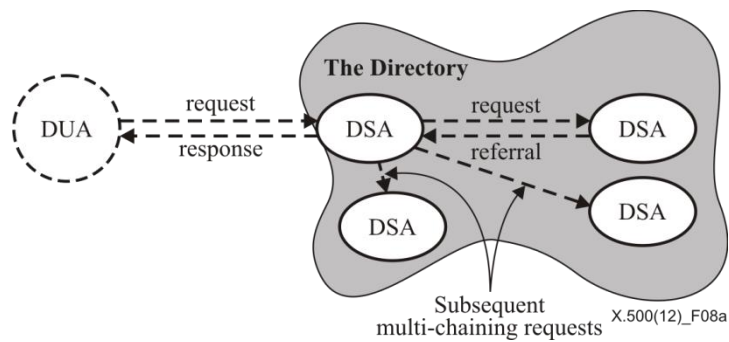 The Directory
request
request
DUA
DSA
DSA
response
referral
DSA
DSA
Subsequent
multi-chaining requests
X.500(12)_F08a